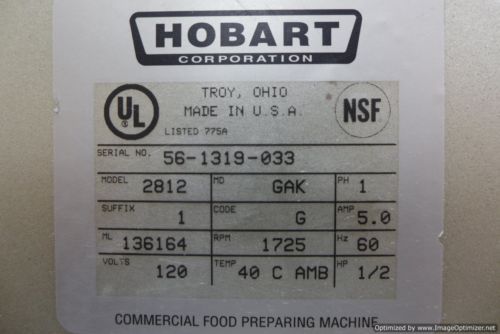 HOBART
CORPORATION
UL
TROY, OHIO
MADE IN U.S.A.
LISTED 775A
NSF
SERIAL NO. 56-1319-033
MODEL 2812 MO GAK PH 1
SUFFIX 1 CODE G AMP 5.0
ML 136164 RPM 1725 Hz 60
VOLTS 120 TEMP 40 C AMB HP 1/2
COMMERCIAL FOOD PREPARING MACHINE
Optimized by www.ImageOptimizer.net